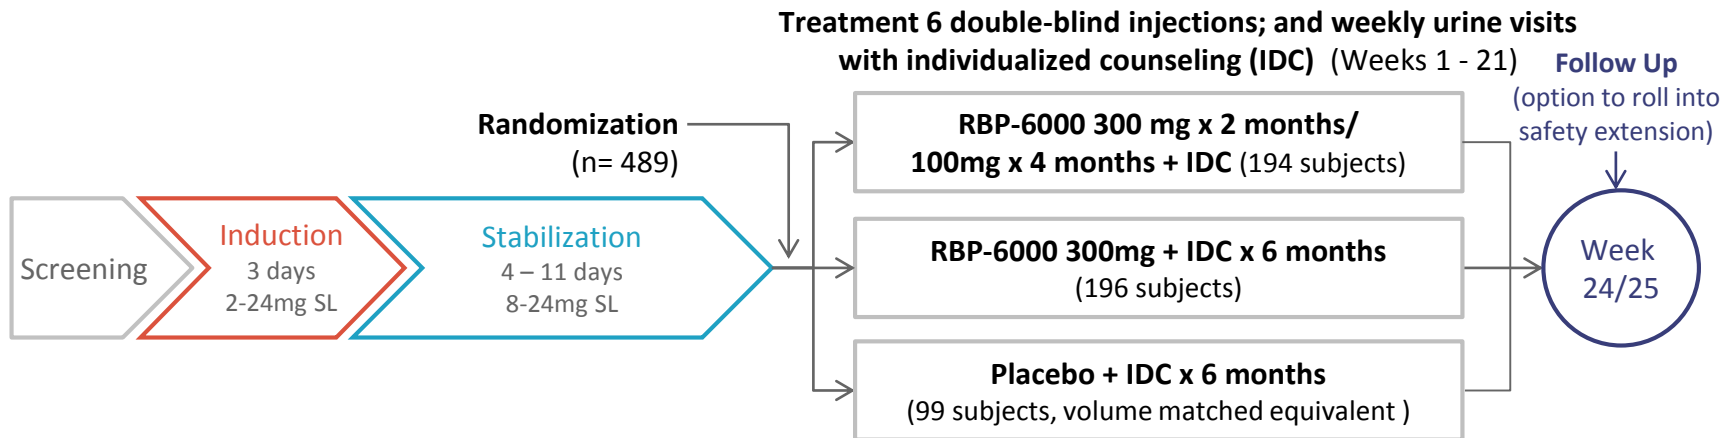 Treatment 6 double-blind injections; and weekly urine visits
with individualized counseling (IDC) (Weeks 1 - 21)
Follow Up
(option to roll into
safety extension)
Randomization
(n= 489)
RBP-6000 300 mg x 2 months/
100mg x 4 months + IDC (194 subjects)
Screening
Induction
3 days
2-24mg SL
Stabilization
4 – 11 days
8-24mg SL
RBP-6000 300mg + IDC x 6 months
(196 subjects)
Week
24/25
Placebo + IDC x 6 months
(99 subjects, volume matched equivalent )